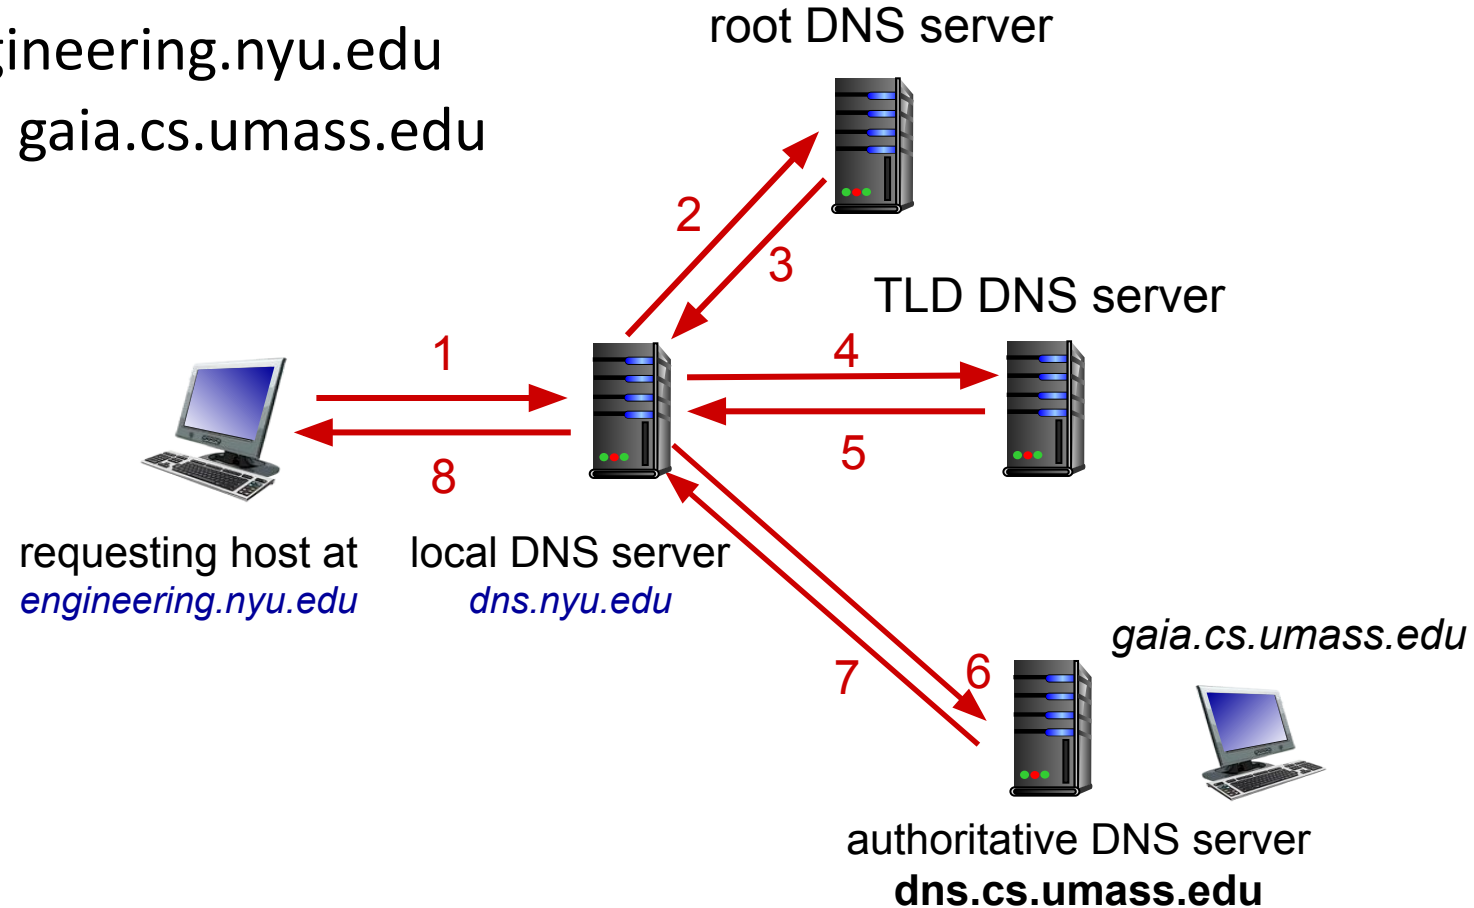 gineering.nyu.edu
gaia.cs.umass.edu
root DNS server
2
3
TLD DNS server
1
4
8
5
requesting host at
engineering.nyu.edu
local DNS server
dns.nyu.edu
gaia.cs.umass.edu
7
6
authoritative DNS server
dns.cs.umass.edu